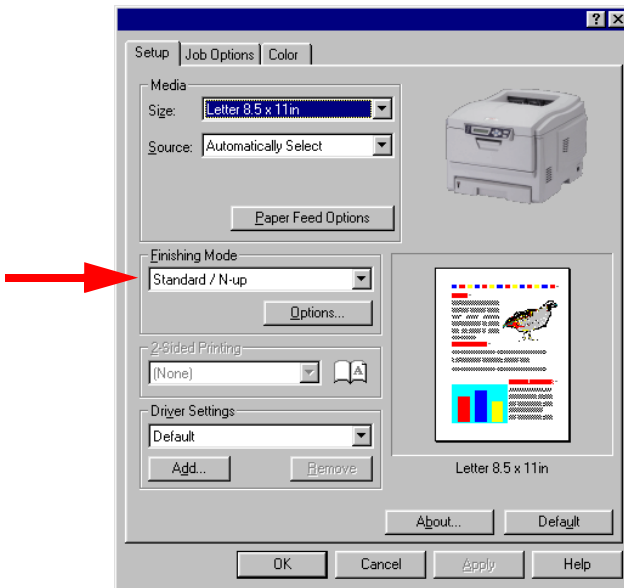 Setup
Job Options
Color
Media
Size:
Letter 8.5 x 11in
Source:
Automatically Select
Paper Feed Options
Finishing Mode
Standard / N-up
Options...
2-Sided Printing
(None)
A
Driver Settings
Default
Add...
Remove
Letter 8.5 x 11in
About...
Default
OK
Cancel
Apply
Help